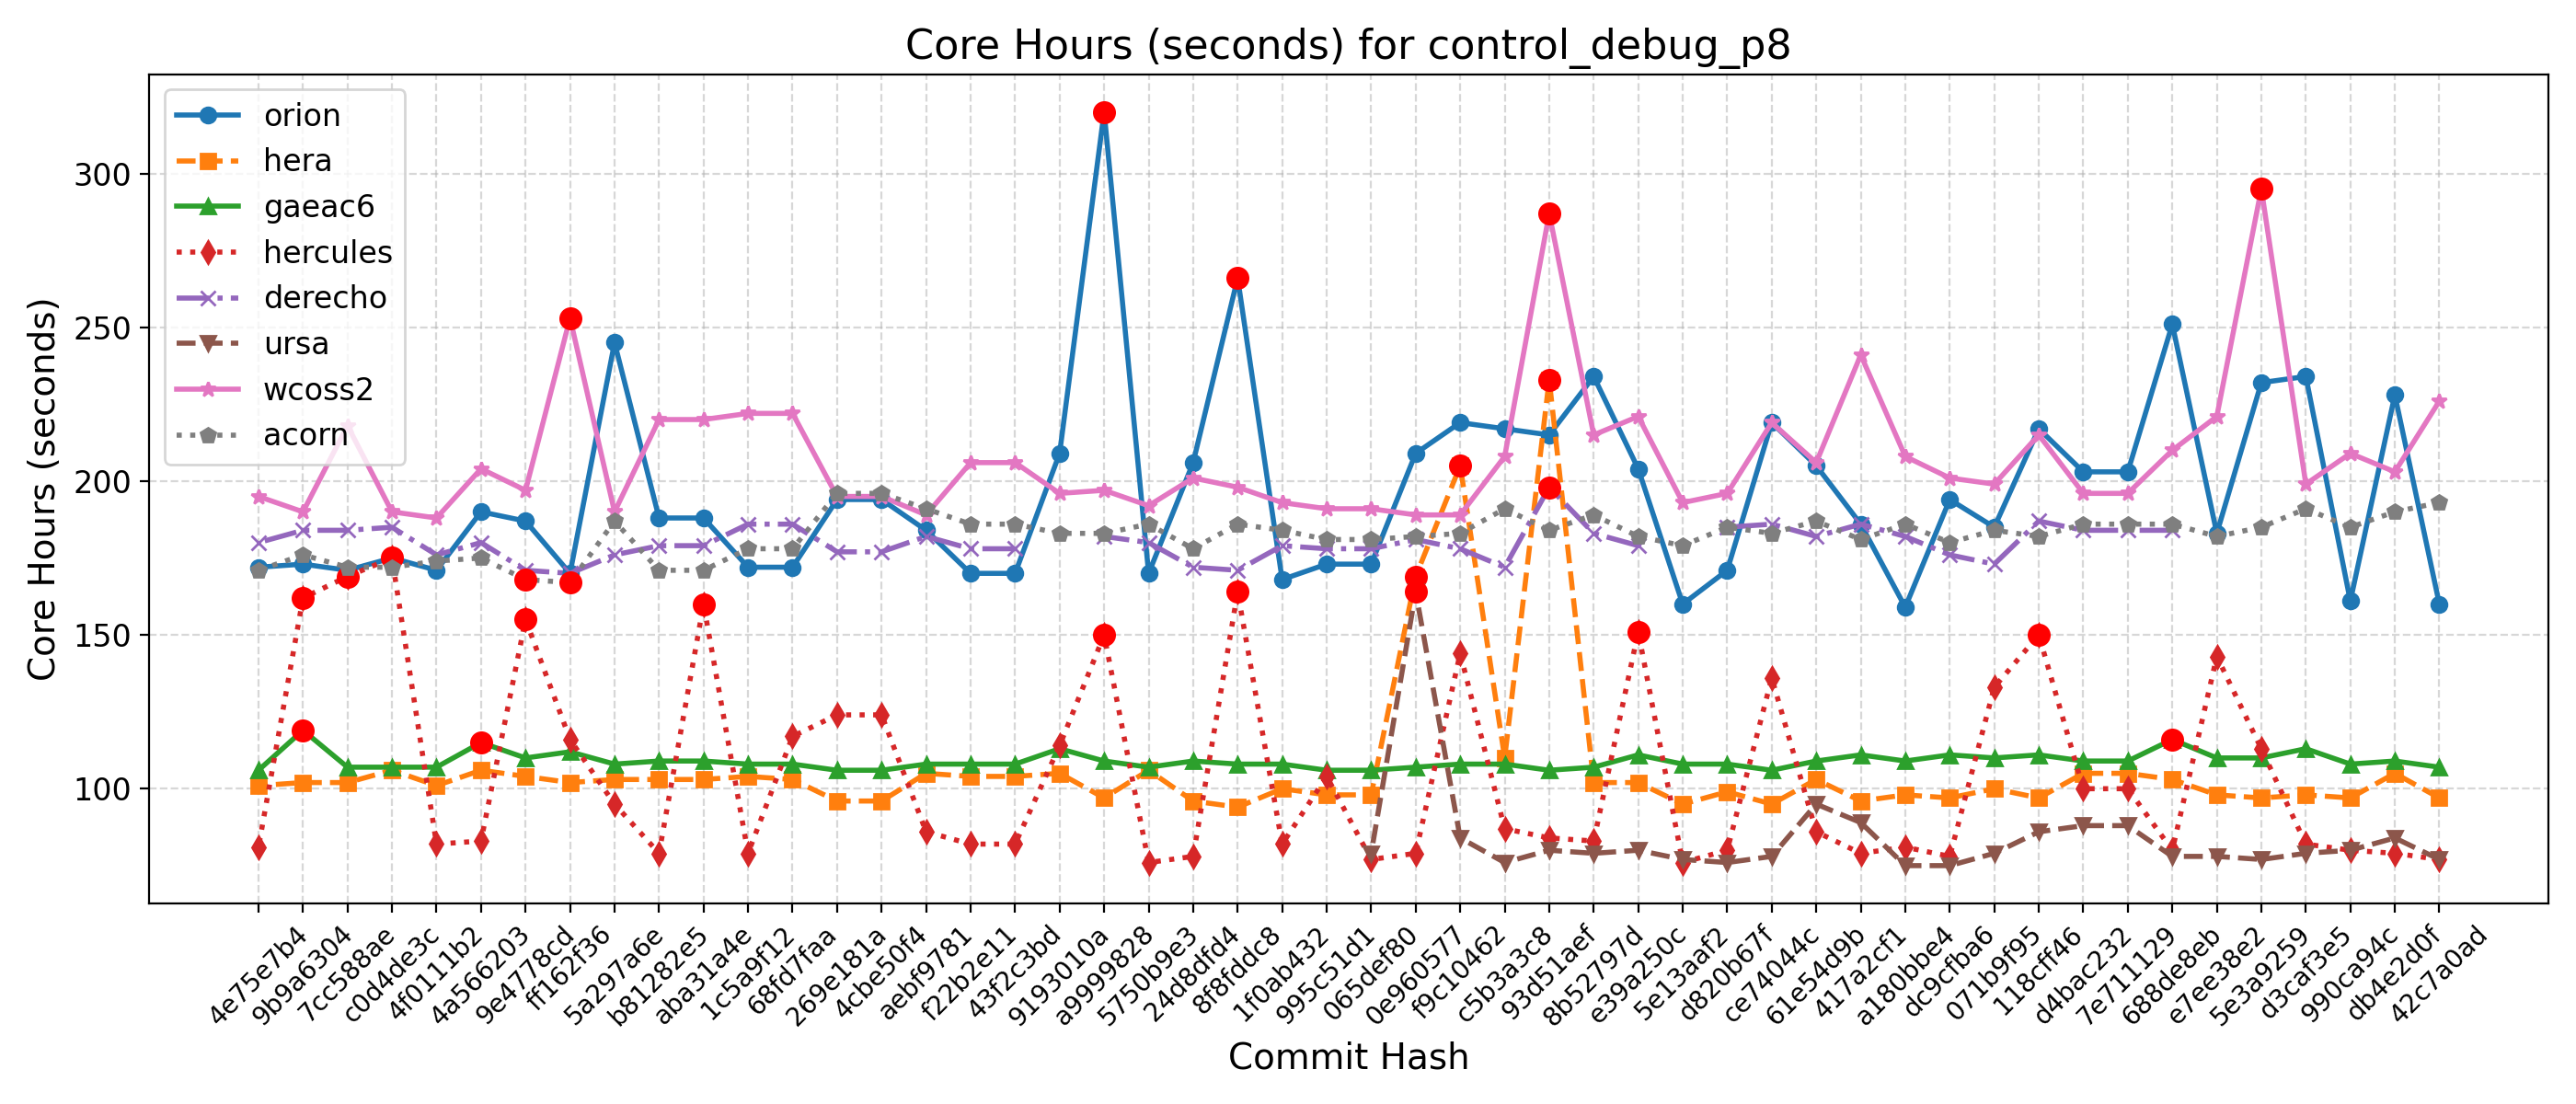 Core Hours (seconds) for control_debug_p8
Core Hours (seconds)
300
250
200
150
100
orion
hera
gaeac6
hercules
derecho
ursa
wcoss2
acorn
4e75e7b4
9b9a6304
7cc588ae
c0d4de3c
4f0111b2
4a566203
9e4778cd
ff162f36
5a297a6e
b81282e5
aba31a4e
1c5a9f12
68fd7faa
269e181a
4cbe50f4
aebf9781
f22b2e11
43f2c3bd
9193010a
a9999828
5750b9e3
24d8dfd4
8f8fddc8
1f0ab432
995c51d1
065def80
0e960577
f9c10462
c5b3a3c8
93d51aef
8b52797d
e39a250c
5e13aaf2
d820b67f
ce74044c
61e54d9b
417a2cf1
a180bbe4
dc9cfba6
071b9f95
118cff46
d4bac232
7e711129
688de8eb
e7ee38e2
5e3a9259
d3caf3e5
990ca94c
db4e2d0f
42c7a0ad
Commit Hash